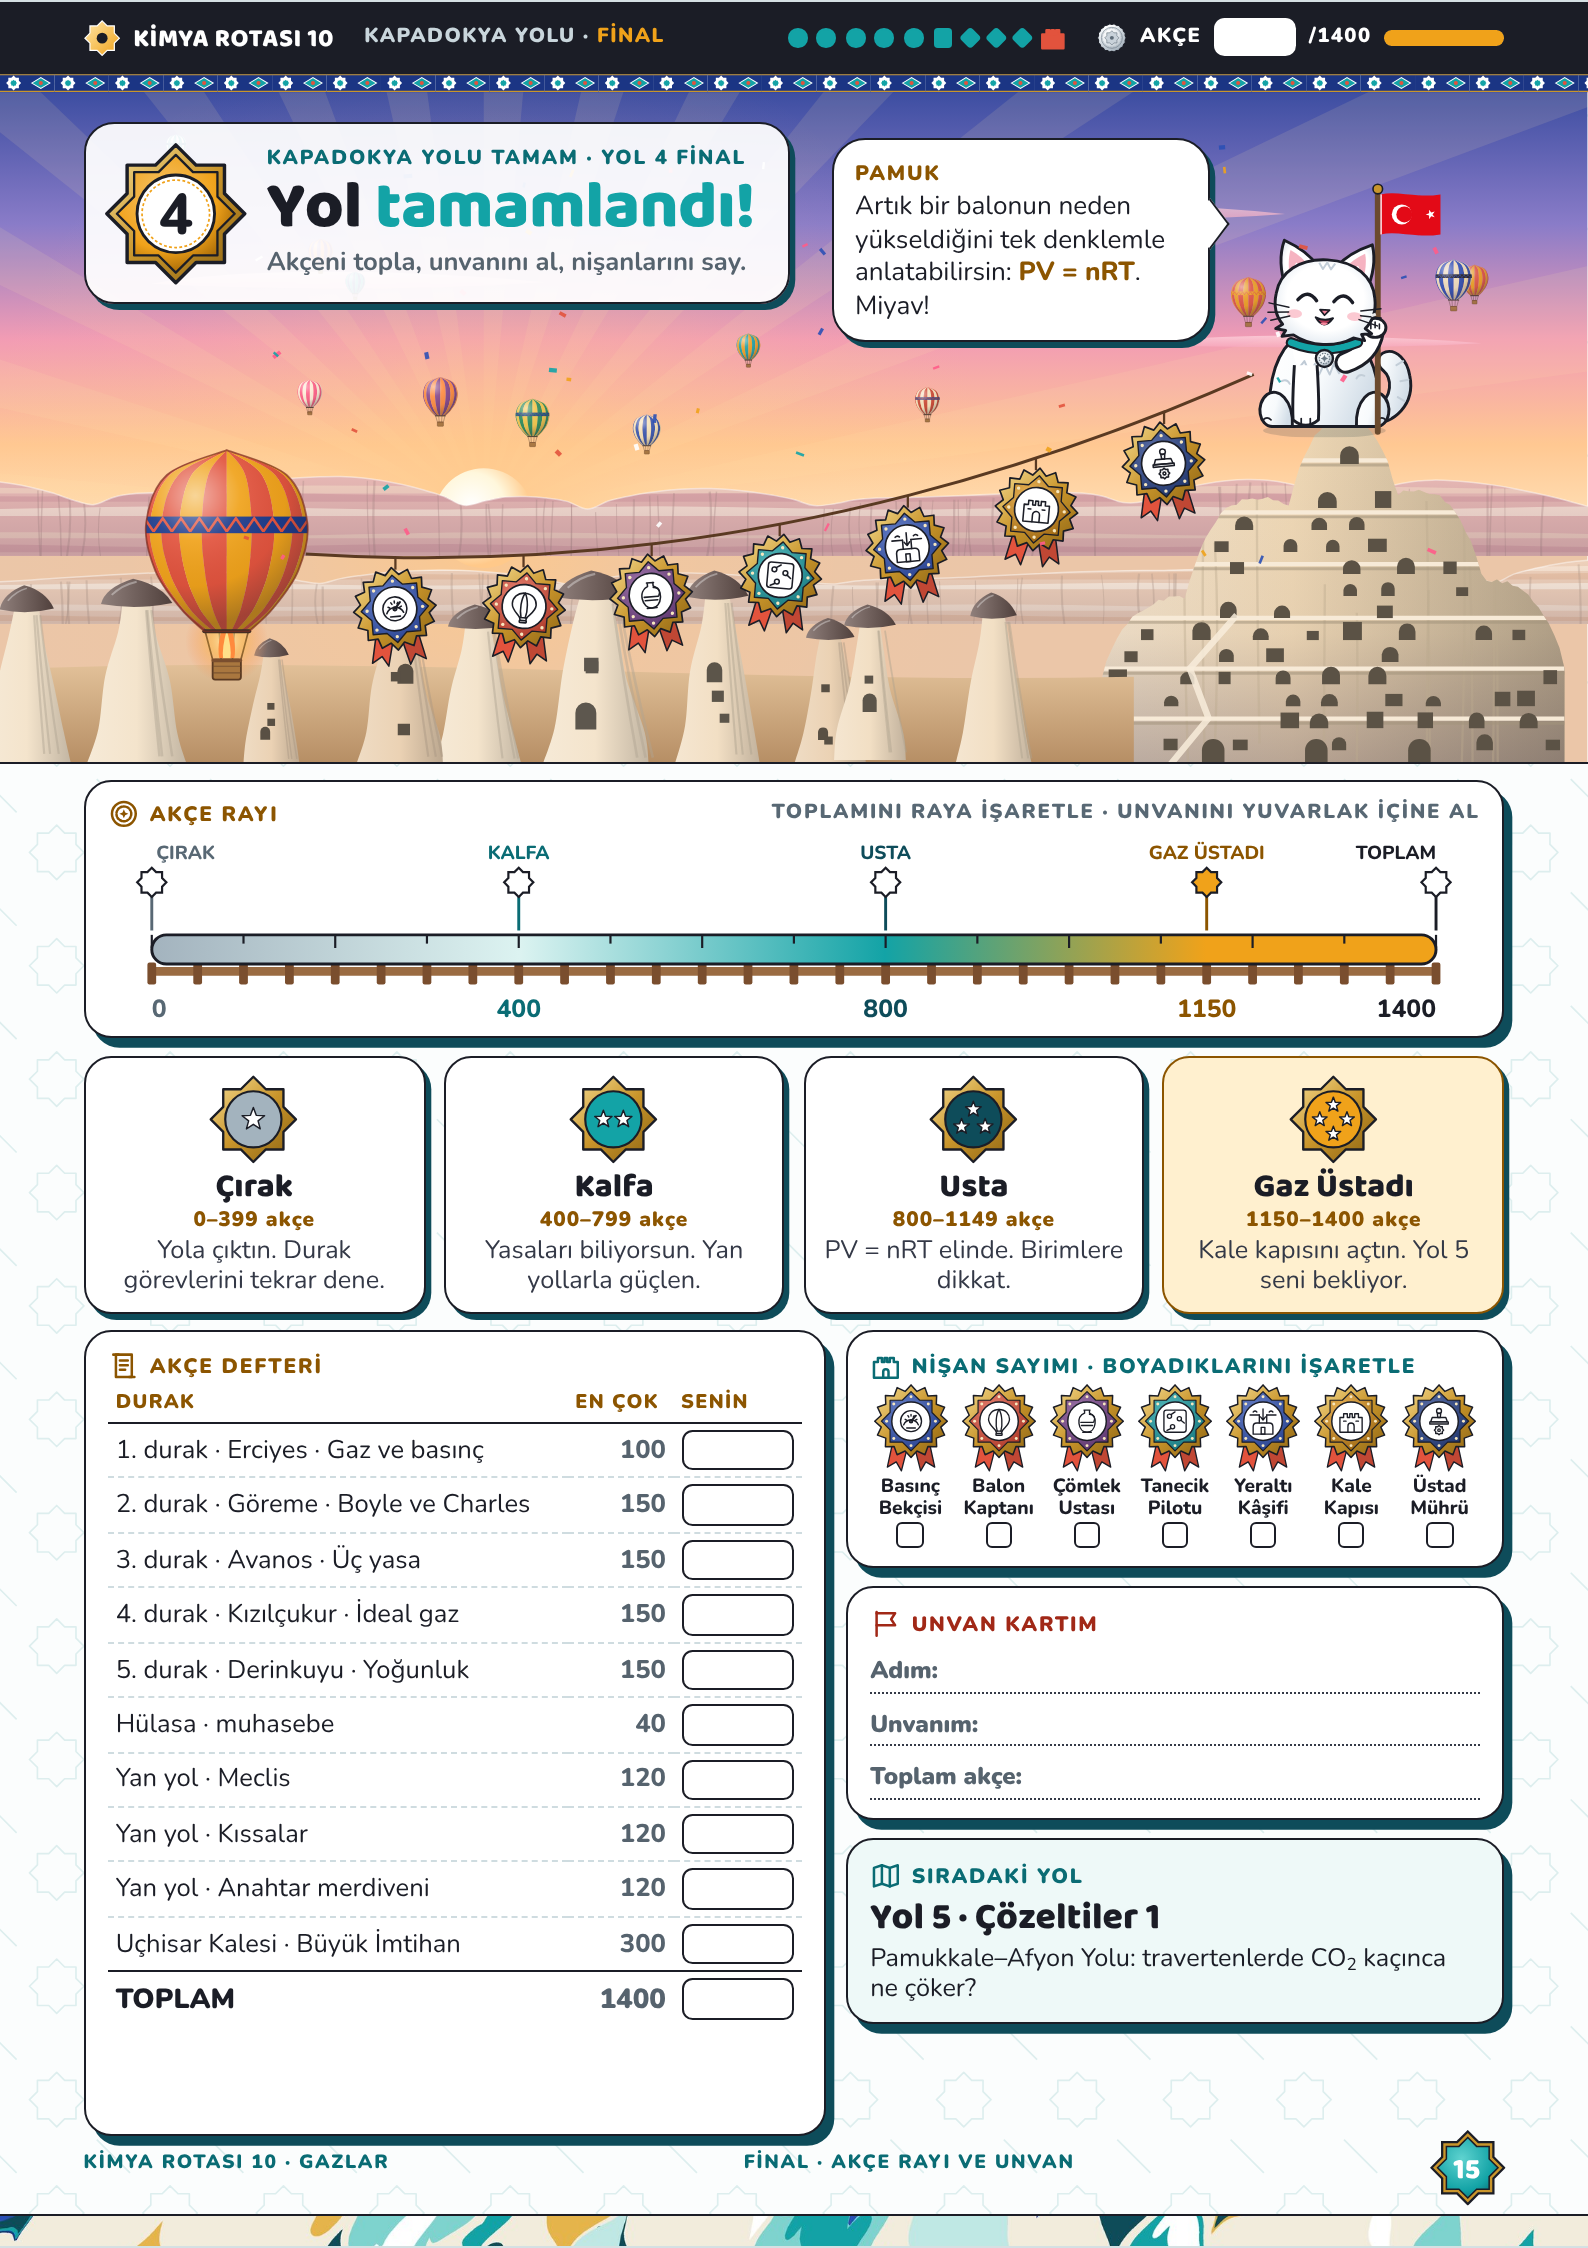 KİMYA ROTASI 10
KAPADOKYA YOLU · FİNAL
AKÇE
/1400
4
KAPADOKYA YOLU TAMAM · YOL 4 FİNAL
Yol tamamlandı!
Akçeni topla, unvanını al, nişanlarını say.
PAMUK
Artık bir balonun neden
yükseldiğini tek denklemle
anlatabilirsin: PV = nRT.
Miyav!
AKÇE RAYI
TOPLAMINI RAYA İŞARETLE · UNVANINI YUVARLAK İÇİNE AL
ÇIRAK KALFA USTA GAZ ÜSTADI TOPLAM
0 400 800 1150 1400
Çırak
0–399 akçe
Yola çıktın. Durak
görevlerini tekrar dene.
Kalfa
400–799 akçe
Yasaları biliyorsun. Yan
yollarla güçlen.
Usta
800–1149 akçe
PV = nRT elinde. Birimlere
dikkat.
Gaz Üstadı
1150–1400 akçe
Kale kapısını açtın. Yol 5
seni bekliyor.
AKÇE DEFTERİ
DURAK EN ÇOK SENİN
1. durak · Erciyes · Gaz ve basınç 100
2. durak · Göreme · Boyle ve Charles 150
3. durak · Avanos · Üç yasa 150
4. durak · Kızılçukur · İdeal gaz 150
5. durak · Derinkuyu · Yoğunluk 150
Hülasa · muhasebe 40
Yan yol · Meclis 120
Yan yol · Kıssalar 120
Yan yol · Anahtar merdiveni 120
Uçhisar Kalesi · Büyük İmtihan 300
TOPLAM 1400
NİŞAN SAYIMI · BOYADIKLARINI İŞARETLE
Basınç Balon Çömlek Tanecik Yeraltı Kale Üstad
Bekçisi Kaptanı Ustası Pilotu Kâşifi Kapısı Mührü
UNVAN KARTIM
Adım:
Unvanım:
Toplam akçe:
SIRADAKİ YOL
Yol 5 · Çözeltiler 1
Pamukkale–Afyon Yolu: travertenlerde CO₂ kaçınca
ne çöker?
KİMYA ROTASI 10 · GAZLAR
FİNAL · AKÇE RAYI VE UNVAN
15